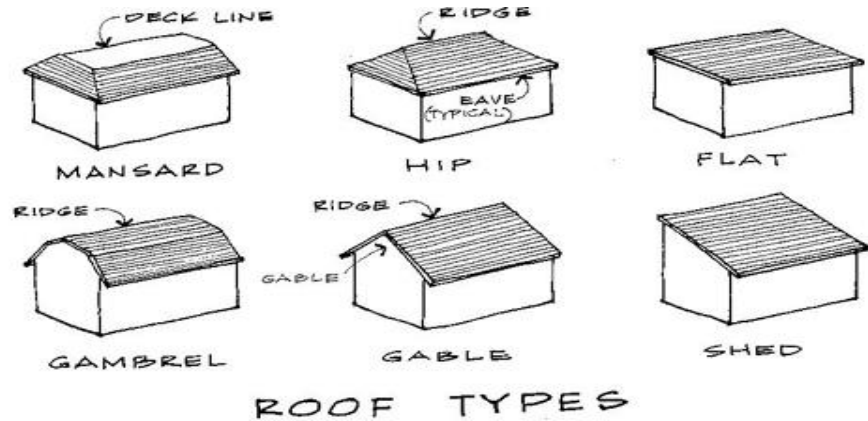 DECK LINE
RIDGE
EAVE
(TYPICAL)
MANSARD
HIP
FLAT
RIDGE
RIDGE
GABLE
GAMBREL
GABLE
SHED
ROOF TYPES